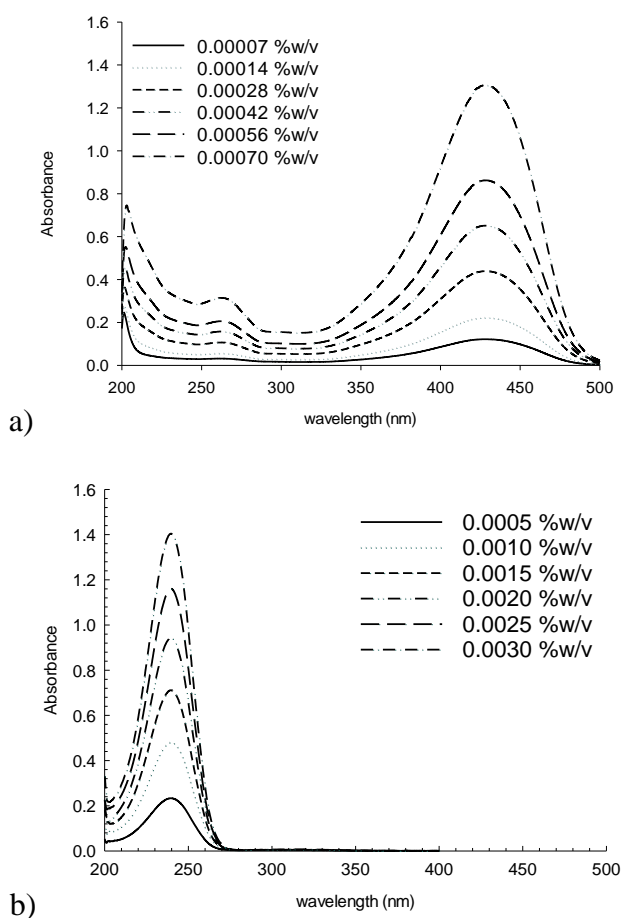 1.6
1.4
1.2
1.0
0.8
0.6
0.4
0.2
0.0
Absorbance
0.00007 %w/v
0.00014 %w/v
0.00028 %w/v
0.00042 %w/v
0.00056 %w/v
0.00070 %w/v
200 250 300 350 400 450 500
wavelength (nm)
a)
1.6
1.4
1.2
1.0
0.8
0.6
0.4
0.2
0.0
Absorbance
0.0005 %w/v
0.0010 %w/v
0.0015 %w/v
0.0020 %w/v
0.0025 %w/v
0.0030 %w/v
200 250 300 350 400 450 500
wavelength (nm)
b)